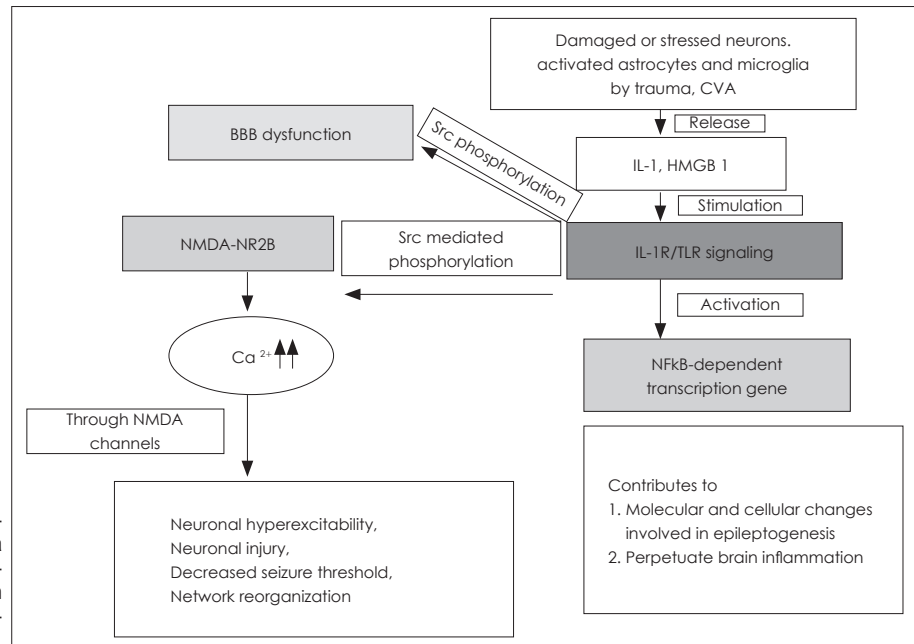 Damaged or stressed neurons.
activated astrocytes and microglia
by trauma, CVA
Release
IL-1, HMGB 1
Stimulation
IL-1R/TLR signaling
Activation
NFkB-dependent
transcription gene
Contributes to
1. Molecular and cellular changes
involved in epileptogenesis
2. Perpetuate brain inflammation
Src phosphorylation
BBB dysfunction
Src mediated
phosphorylation
NMDA-NR2B
Ca 2+
Through NMDA
channels
Neuronal hyperexcitability,
Neuronal injury,
Decreased seizure threshold,
Network reorganization